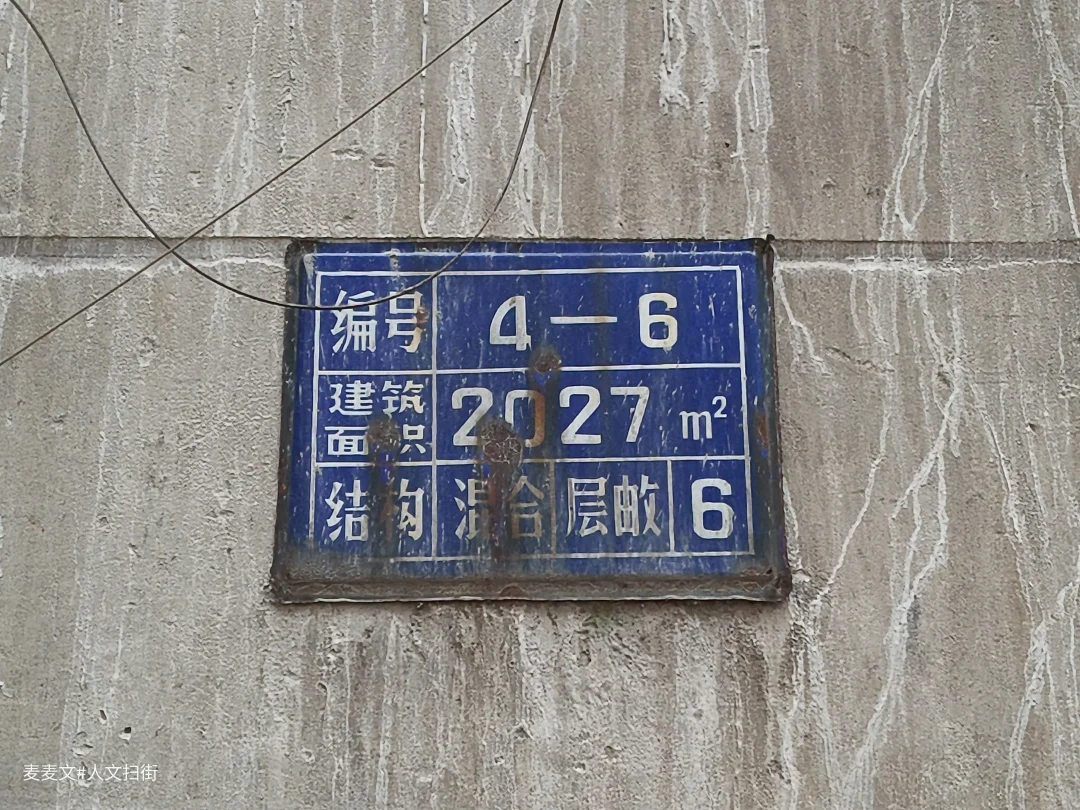 编号 4—6
建筑面积 2027 m²
结构 混合 层畝 6
麦麦文#人文扫街